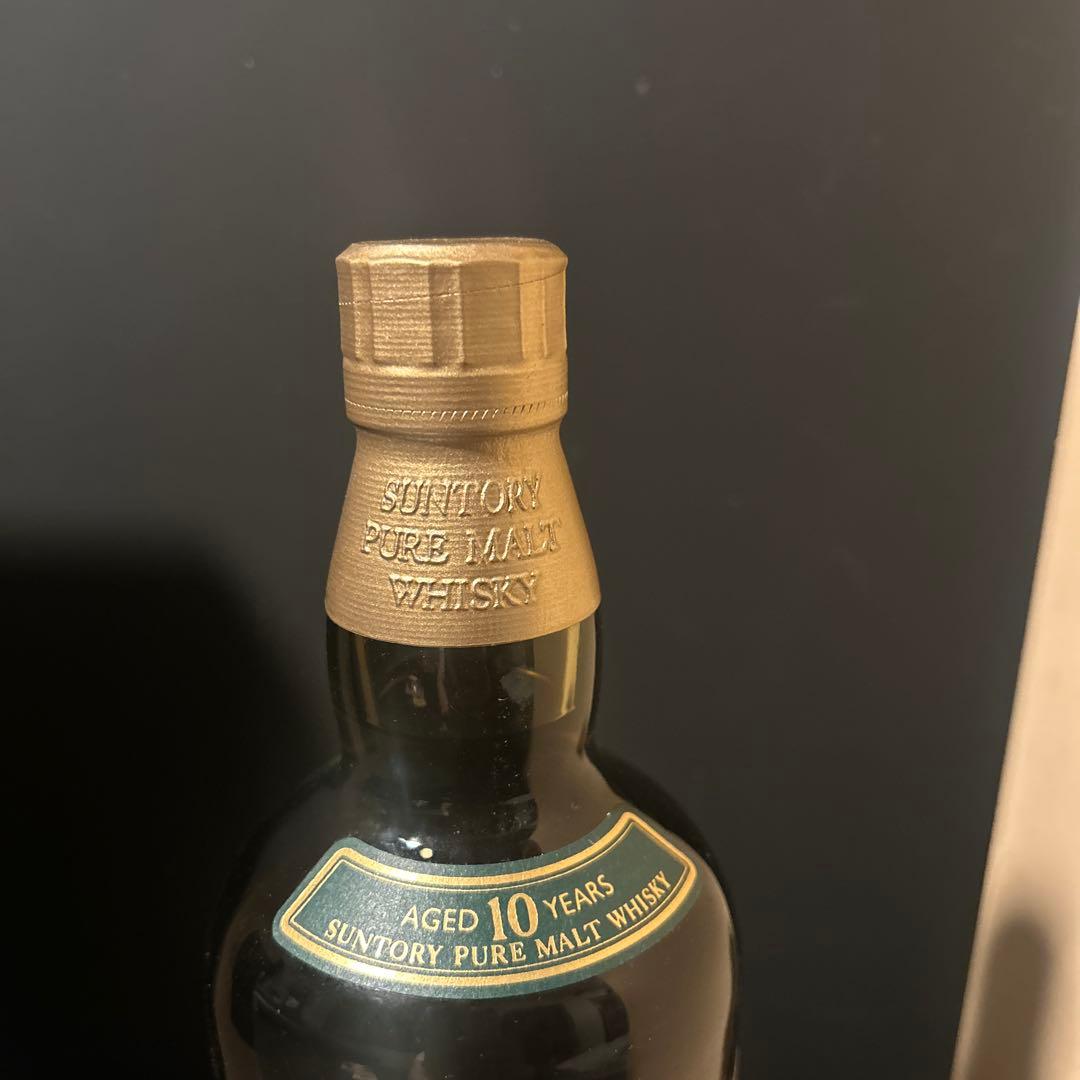 SUNTORY
PURE MALT
WHISKY
AGED 10 YEARS
SUNTORY PURE MALT WHISKY